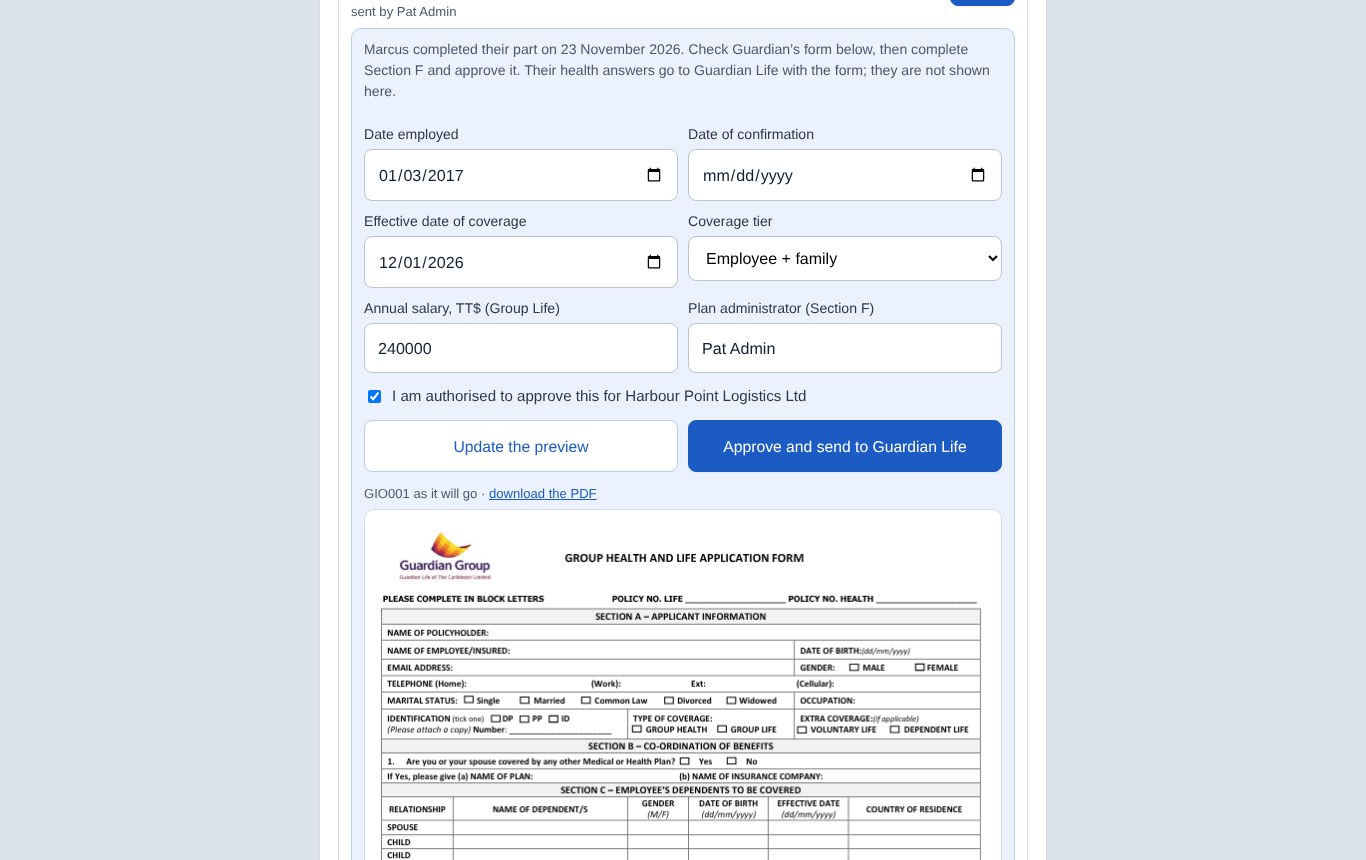 sent by Pat Admin
Marcus completed their part on 23 November 2026. Check Guardian's form below, then complete
Section F and approve it. Their health answers go to Guardian Life with the form; they are not shown
here.
Date employed
Date of confirmation
01/03/2017
mm/dd/yyyy
Effective date of coverage
Coverage tier
12/01/2026
Employee + family
Annual salary, TT$ (Group Life)
Plan administrator (Section F)
240000
Pat Admin
I am authorised to approve this for Harbour Point Logistics Ltd
Update the preview
Approve and send to Guardian Life
GIO001 as it will go · download the PDF
Guardian Group
Guardian Life of The Caribbean Limited
GROUP HEALTH AND LIFE APPLICATION FORM
PLEASE COMPLETE IN BLOCK LETTERS POLICY NO. LIFE POLICY NO. HEALTH
SECTION A – APPLICANT INFORMATION
NAME OF POLICYHOLDER:
NAME OF EMPLOYEE/INSURED: DATE OF BIRTH:(dd/mm/yyyy)
EMAIL ADDRESS: GENDER: MALE FEMALE
TELEPHONE (Home): (Work): Ext: (Cellular):
MARITAL STATUS: Single Married Common Law Divorced Widowed OCCUPATION:
IDENTIFICATION (tick one) DP PP ID
(Please attach a copy) Number:
TYPE OF COVERAGE:
GROUP HEALTH GROUP LIFE
EXTRA COVERAGE:(if applicable)
VOLUNTARY LIFE DEPENDENT LIFE
SECTION B – CO-ORDINATION OF BENEFITS
1. Are you or your spouse covered by any other Medical or Health Plan? Yes No
If Yes, please give (a) NAME OF PLAN: (b) NAME OF INSURANCE COMPANY:
SECTION C – EMPLOYEE'S DEPENDENTS TO BE COVERED
RELATIONSHIP
NAME OF DEPENDENT/S
GENDER
(M/F)
DATE OF BIRTH
(dd/mm/yyyy)
EFFECTIVE DATE
(dd/mm/yyyy)
COUNTRY OF RESIDENCE
SPOUSE
CHILD
CHILD